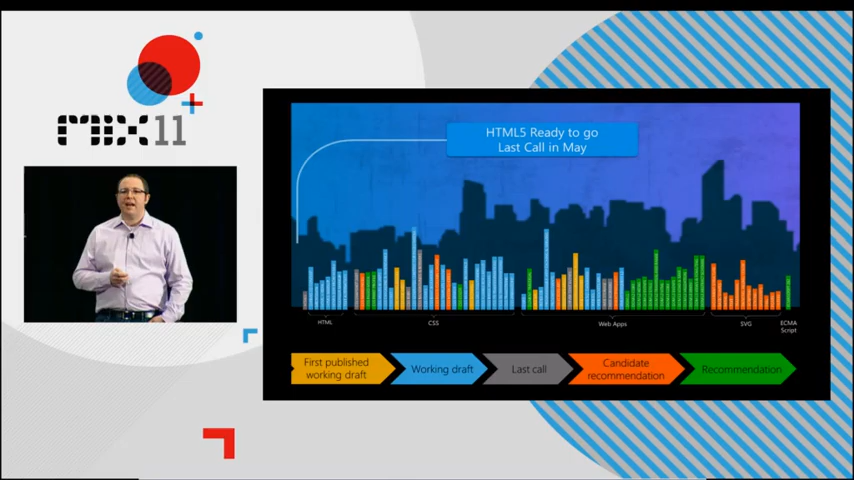 MIX11
HTML5 Ready to go
Last Call in May
HTML
CSS
Web Apps
SVG
ECMA
Script
First published
working draft
Working draft
Last call
Candidate
recommendation
Recommendation